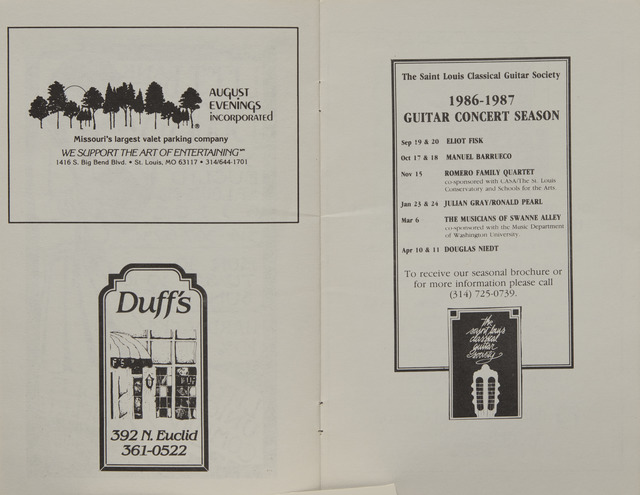 AUGUST
EVENINGS
INCORPORATED
Missouri's largest valet parking company
WE SUPPORT THE ART OF ENTERTAINING℠
1416 S. Big Bend Blvd. • St. Louis, MO 63117 • 314/644-1701
Duff's
392 N. Euclid
361-0522
The Saint Louis Classical Guitar Society
1986-1987
GUITAR CONCERT SEASON
Sep 19 & 20 ELIOT FISK
Oct 17 & 18 MANUEL BARRUECO
Nov 15 ROMERO FAMILY QUARTET
co-sponsored with CASA/The St. Louis
Conservatory and Schools for the Arts.
Jan 23 & 24 JULIAN GRAY/RONALD PEARL
Mar 6 THE MUSICIANS OF SWANNE ALLEY
co-sponsored with the Music Department
of Washington University.
Apr 10 & 11 DOUGLAS NIEDT
To receive our seasonal brochure or
for more information please call
(314) 725-0739.
the
saint louis
classical
guitar
society